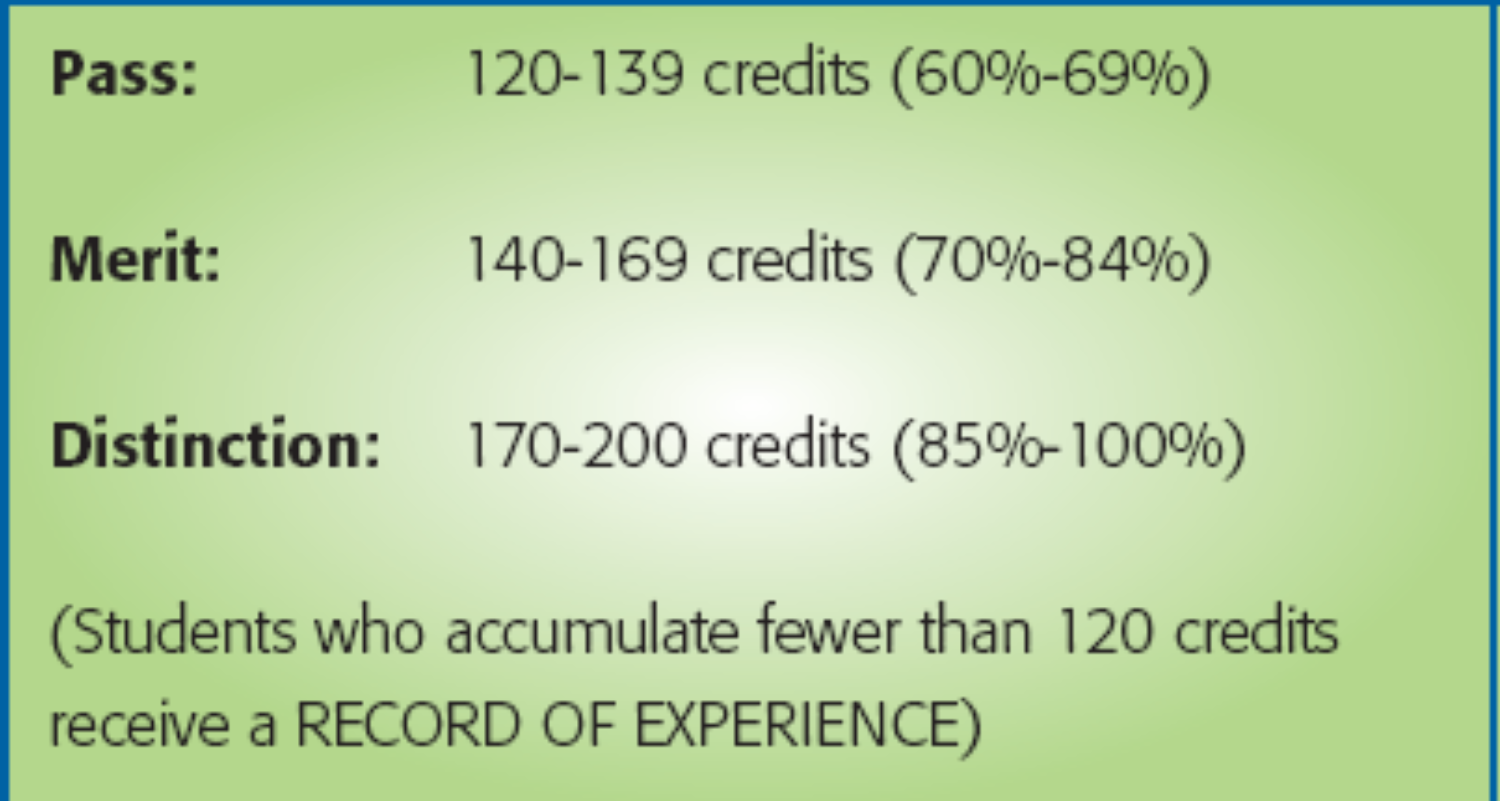 Pass: 120-139 credits (60%-69%)
Merit: 140-169 credits (70%-84%)
Distinction: 170-200 credits (85%-100%)
(Students who accumulate fewer than 120 credits
receive a RECORD OF EXPERIENCE)